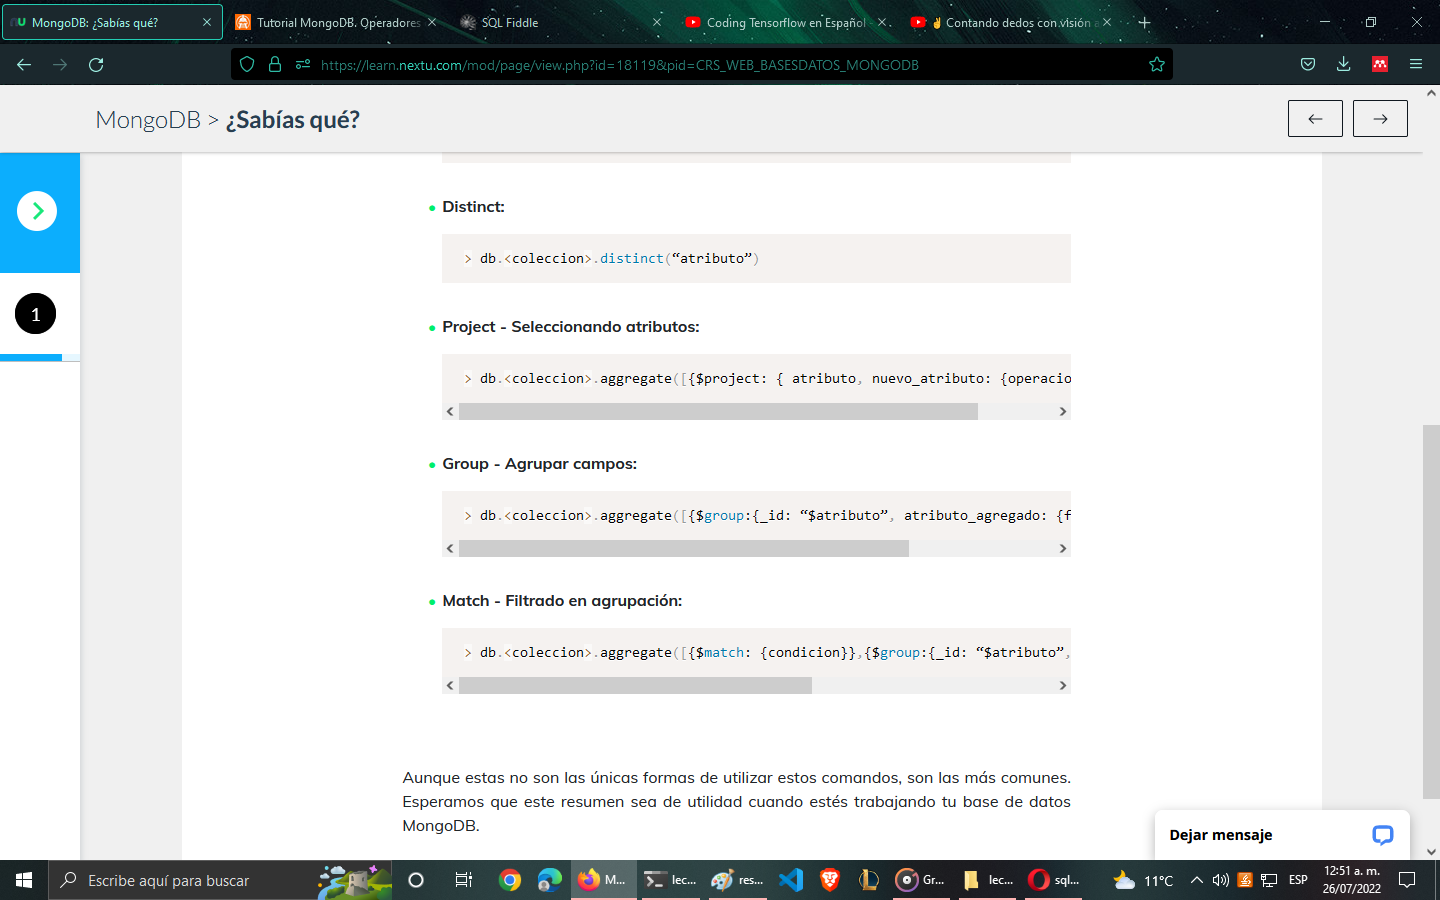 MongoDB: ¿Sabías qué?
Tutorial MongoDB. Operadores
SQL Fiddle
Coding Tensorflow en Español -
Contando dedos con visión a
https://learn.nextu.com/mod/page/view.php?id=18119&pid=CRS_WEB_BASESDATOS_MONGODB
MongoDB > ¿Sabías qué?
1
Distinct:
> db.<coleccion>.distinct(“atributo”)
Project - Seleccionando atributos:
> db.<coleccion>.aggregate([{$project: { atributo, nuevo_atributo: {operacio
Group - Agrupar campos:
> db.<coleccion>.aggregate([{$group:{_id: “$atributo”, atributo_agregado: {f
Match - Filtrado en agrupación:
> db.<coleccion>.aggregate([{$match: {condicion}},{$group:{_id: “$atributo”,
Aunque estas no son las únicas formas de utilizar estos comandos, son las más comunes.
Esperamos que este resumen sea de utilidad cuando estés trabajando tu base de datos
MongoDB.
Dejar mensaje
Escribe aquí para buscar
M...
lec...
res...
Gr...
lec...
sql...
11°C
ESP
12:51 a. m.
26/07/2022